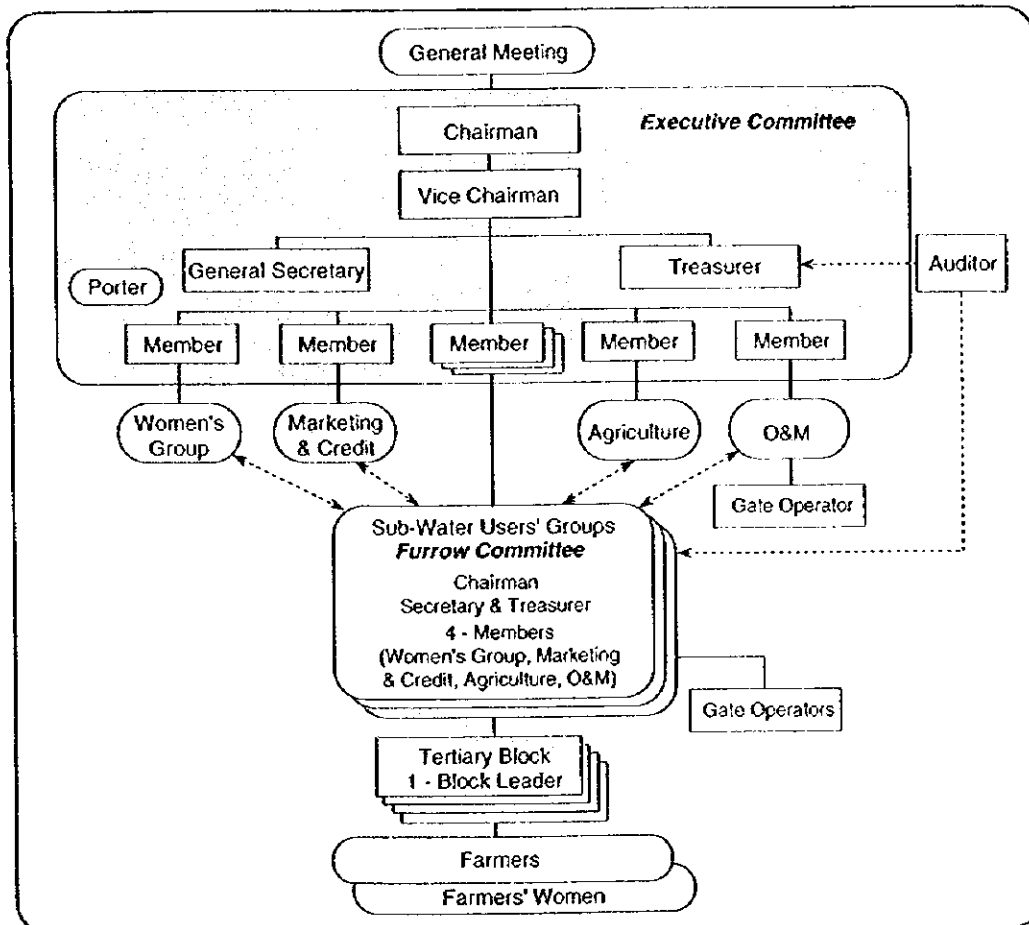 General Meeting
Executive Committee
Chairman
Vice Chairman
General Secretary
Treasurer
Auditor
Porter
Member
Member
Member
Member
Member
Women's
Group
Marketing
& Credit
Agriculture
O&M
Gate Operator
Sub-Water Users' Groups
Furrow Committee
Chairman
Secretary & Treasurer
4 - Members
(Women's Group, Marketing
& Credit, Agriculture, O&M)
Gate Operators
Tertiary Block
1 - Block Leader
Farmers
Farmers' Women